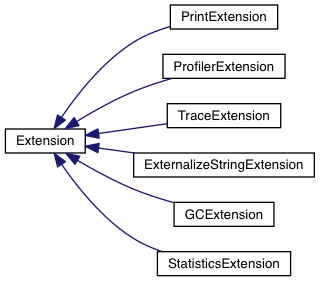 PrintExtension
ProfilerExtension
TraceExtension
Extension
ExternalizeStringExtension
GCExtension
StatisticsExtension